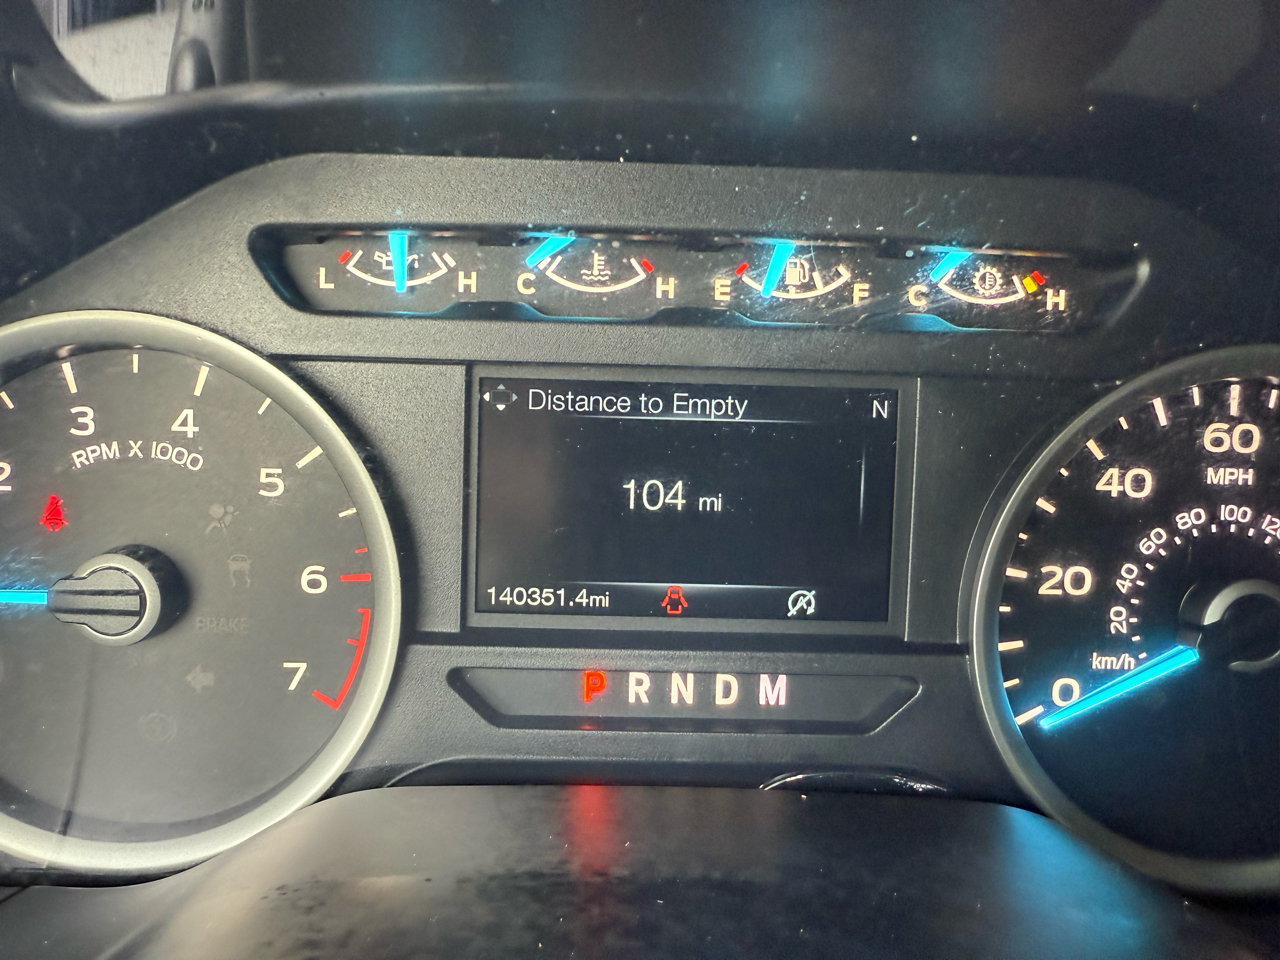 L H C H E F C H
3 4
RPM X 1000
2 5
6
7
BRAKE
Distance to Empty N
104 mi
140351.4mi
P R N D M
60
MPH
40
20
0
100
80
60
40
20
km/h